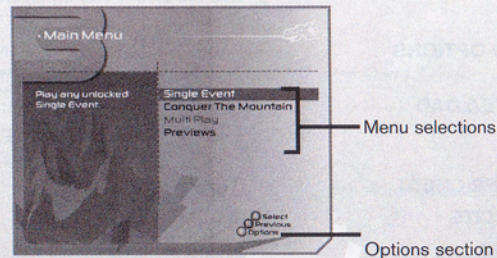 Main Menu
Play any unlocked
Single Event.
Single Event
Conquer The Mountain
Multi Play
Previews
Menu selections
Select
Previous
Options
Options section